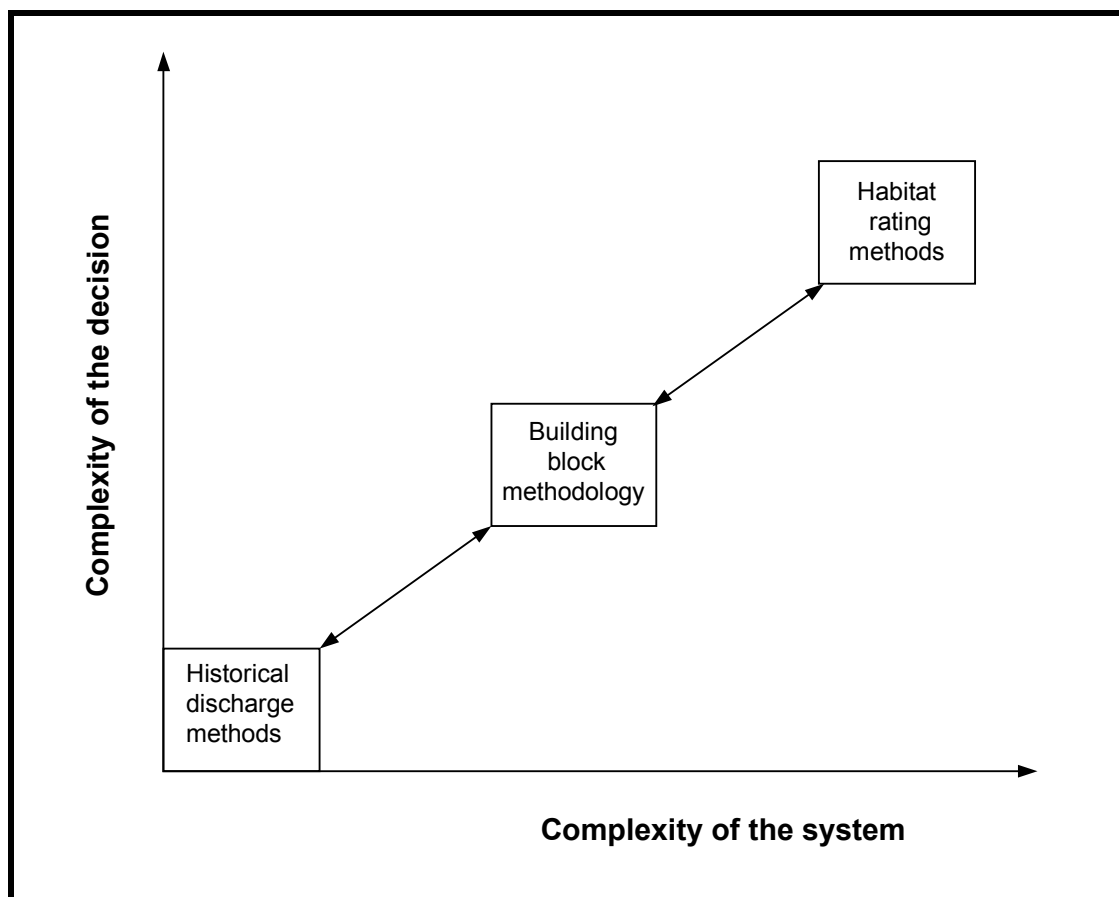 Complexity of the decision
Habitat
rating
methods
Building
block
methodology
Historical
discharge
methods
Complexity of the system